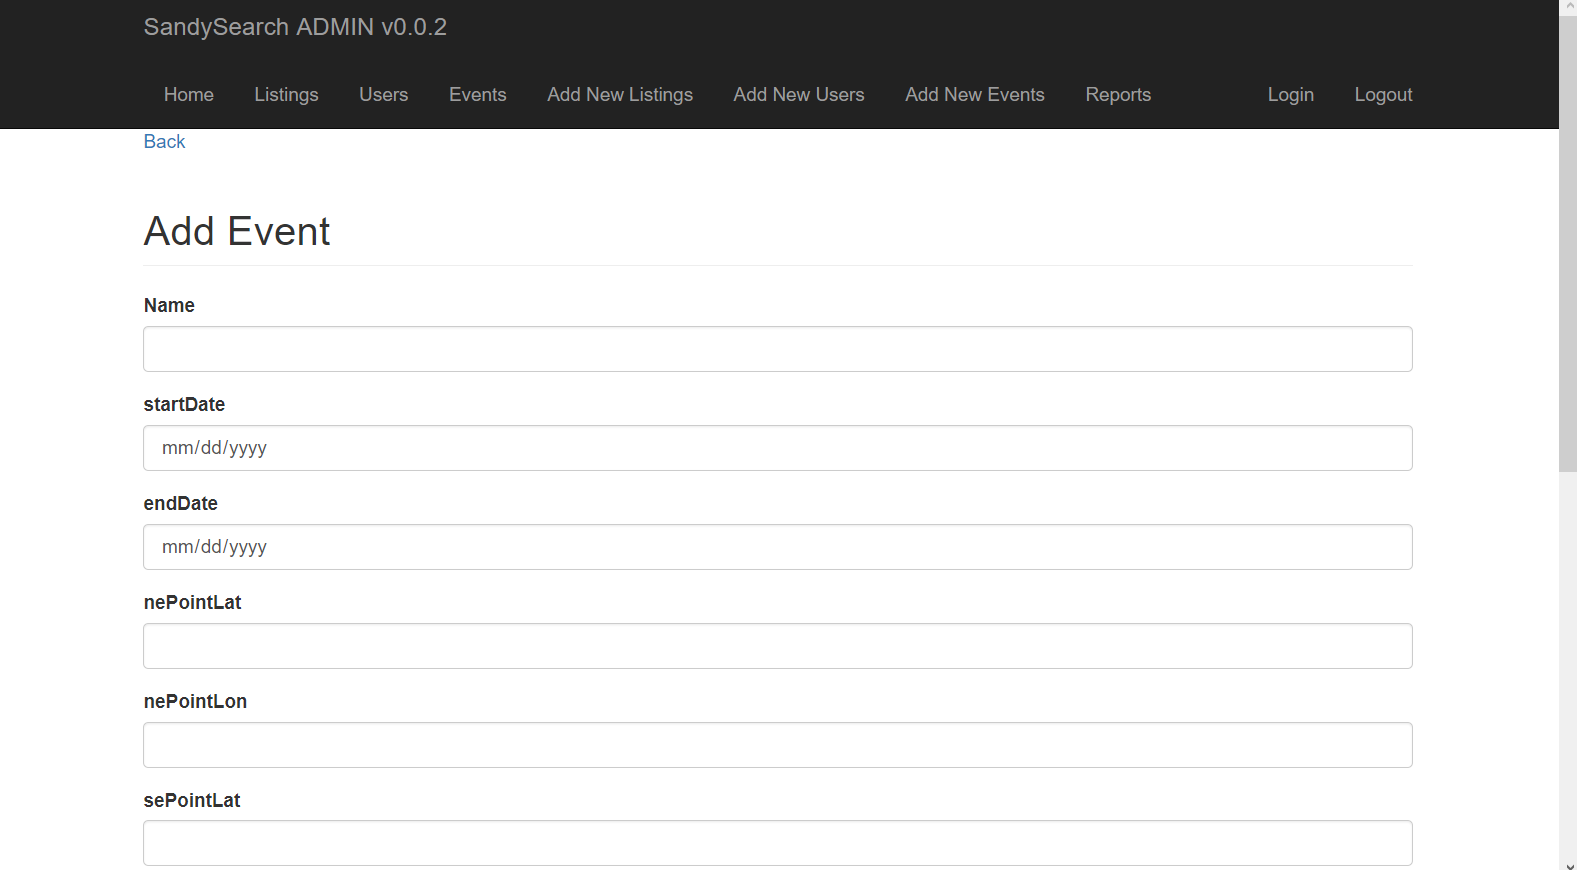 SandySearch ADMIN v0.0.2
Home Listings Users Events Add New Listings Add New Users Add New Events Reports Login Logout
Back
Add Event
Name
startDate
mm/dd/yyyy
endDate
mm/dd/yyyy
nePointLat
nePointLon
sePointLat